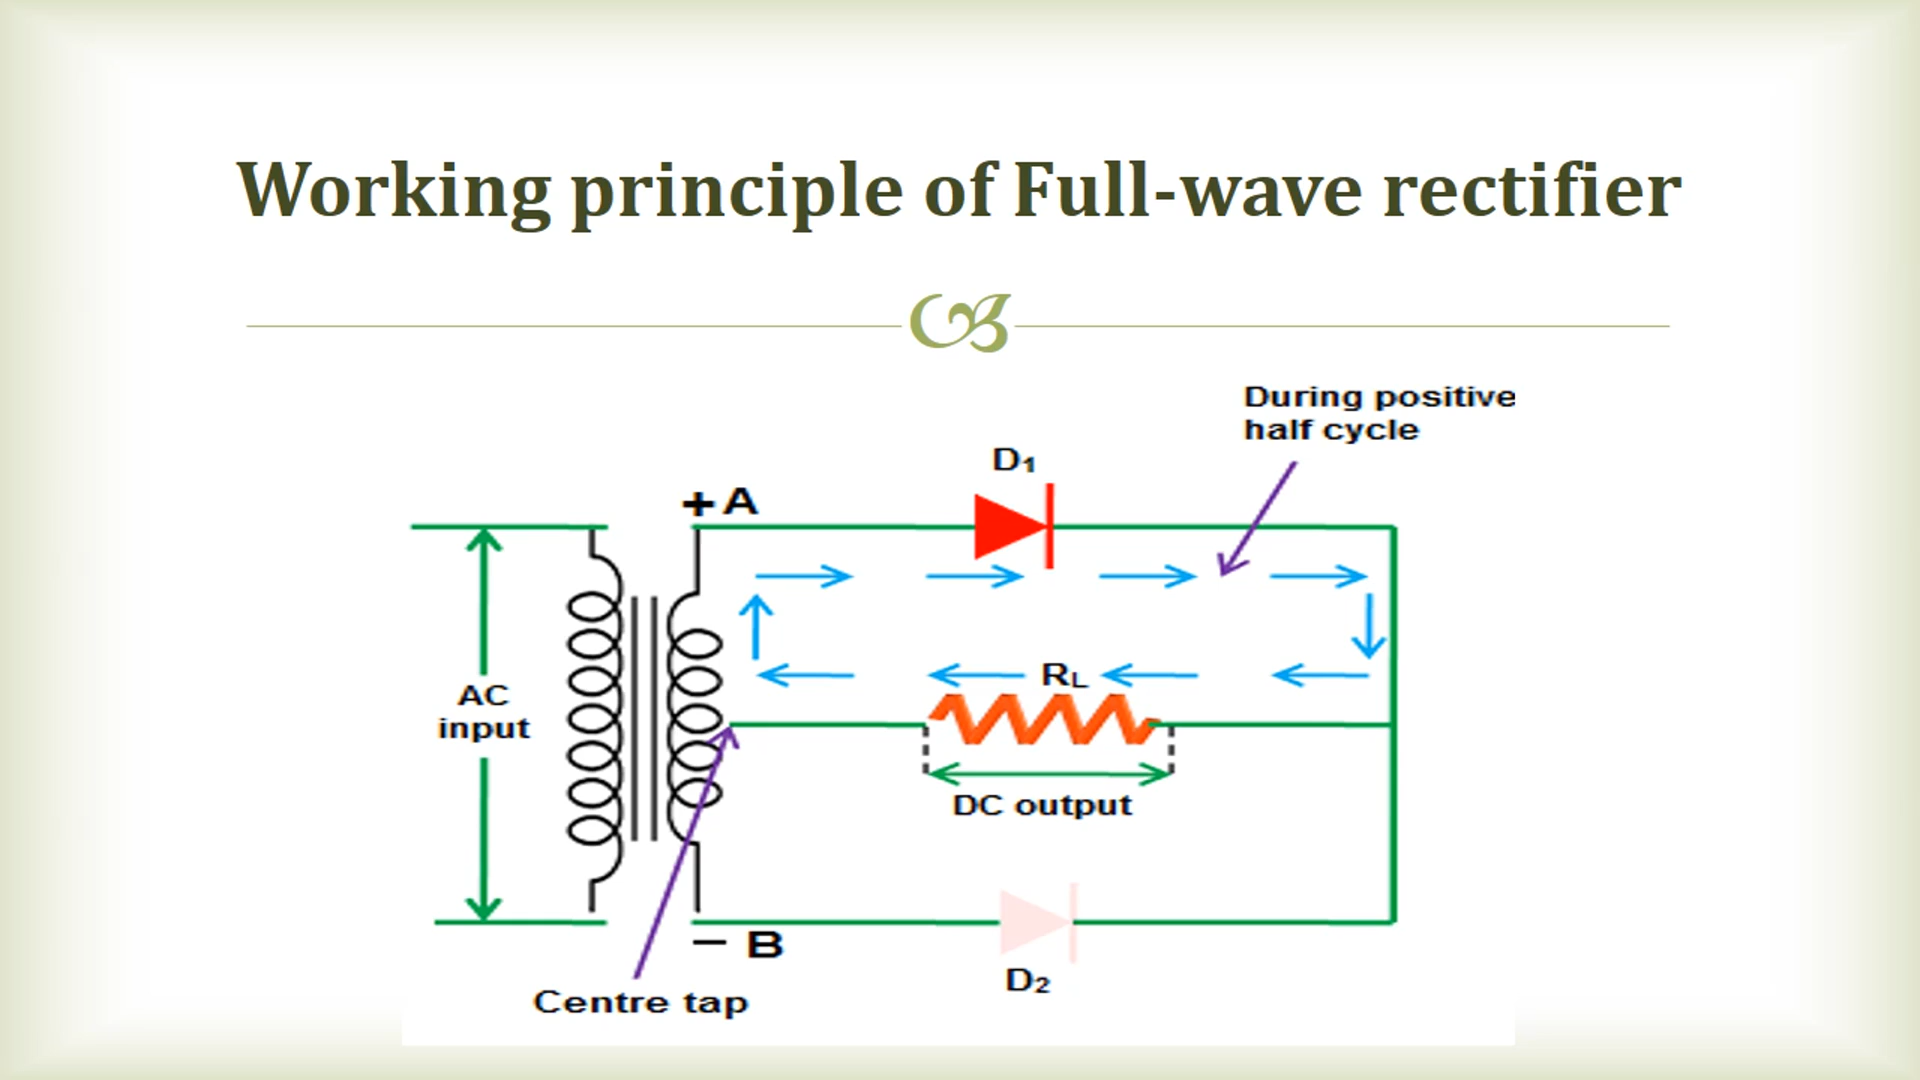 Working principle of Full-wave rectifier
During positive
half cycle
D₁
+ A
AC
input
RL
DC output
− B
D₂
Centre tap